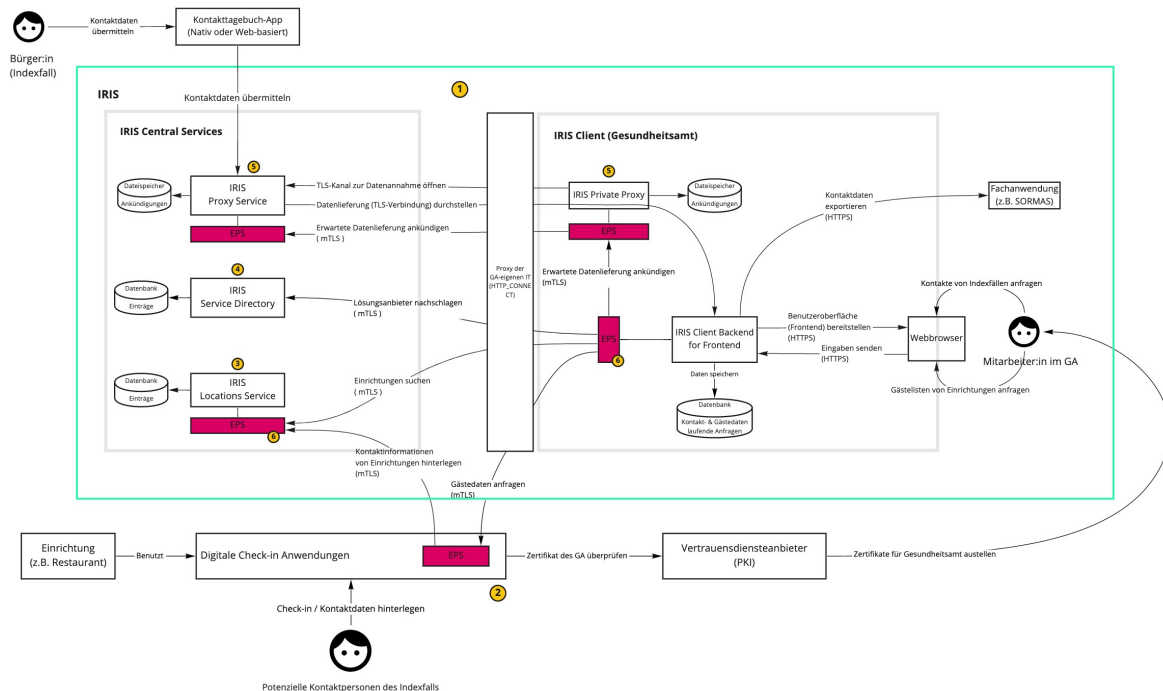 Kontaktdaten
übermitteln
Kontakttagebuch-App
(Nativ oder Web-basiert)
Bürger:in
(Indexfall)
IRIS
1
Kontaktdaten übermitteln
IRIS Central Services
5
IRIS
Proxy Service
Dateispeicher
Ankündigungen
EPS
TLS-Kanal zur Datenannahme öffnen
Datenlieferung (TLS-Verbindung) durchstellen
Erwartete Datenlieferung ankündigen
( mTLS )
4
IRIS
Service Directory
Datenbank
Einträge
Lösungsanbieter nachschlagen
( mTLS )
3
IRIS
Locations Service
Datenbank
Einträge
EPS
6
Einrichtungen suchen
( mTLS )
Kontaktinformationen
von Einrichtungen hinterlegen
(mTLS)
Gästedaten anfragen
(mTLS)
Proxy der
GA-eigenen IT
(HTTP_CONNE
CT)
IRIS Client (Gesundheitsamt)
5
IRIS Private Proxy
Dateispeicher
Ankündigungen
EPS
Erwartete Datenlieferung ankündigen
(mTLS)
EPS
6
IRIS Client Backend
for Frontend
Daten speichern
Datenbank
Kontakt- & Gästedaten
laufende Anfragen
Kontaktdaten
exportieren
(HTTPS)
Fachanwendung
(z.B. SORMAS)
Benutzeroberfläche
(Frontend) bereitstellen
(HTTPS)
Eingaben senden
(HTTPS)
Webbrowser
Kontakte von Indexfällen anfragen
Mitarbeiter:in im GA
Gästelisten von Einrichtungen anfragen
Einrichtung
(z.B. Restaurant)
Benutzt
Digitale Check-in Anwendungen
EPS
2
Zertifikat des GA überprüfen
Vertrauensdiensteanbieter
(PKI)
Zertifikate für Gesundheitsamt austellen
Check-in / Kontaktdaten hinterlegen
Potenzielle Kontaktpersonen des Indexfalls